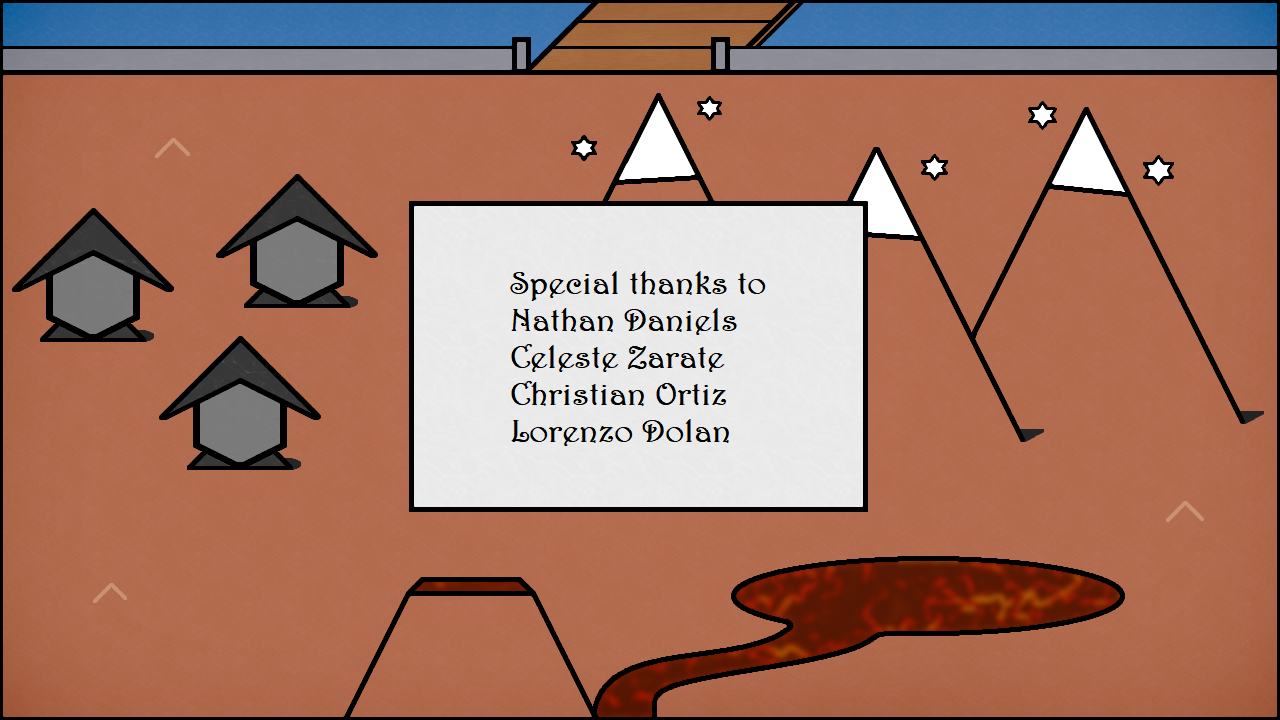 Special thanks to
Nathan Daniels
Celeste Zarate
Christian Ortiz
Lorenzo Dolan